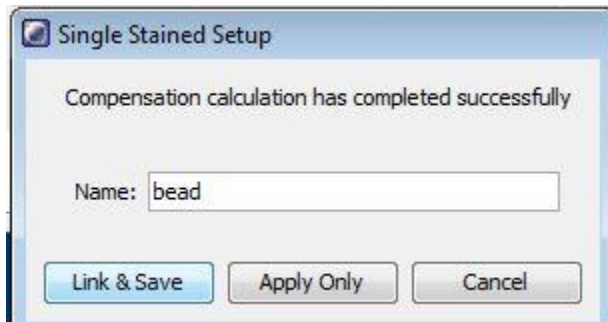 Single Stained Setup
Compensation calculation has completed successfully
Name: bead
Link & Save Apply Only Cancel